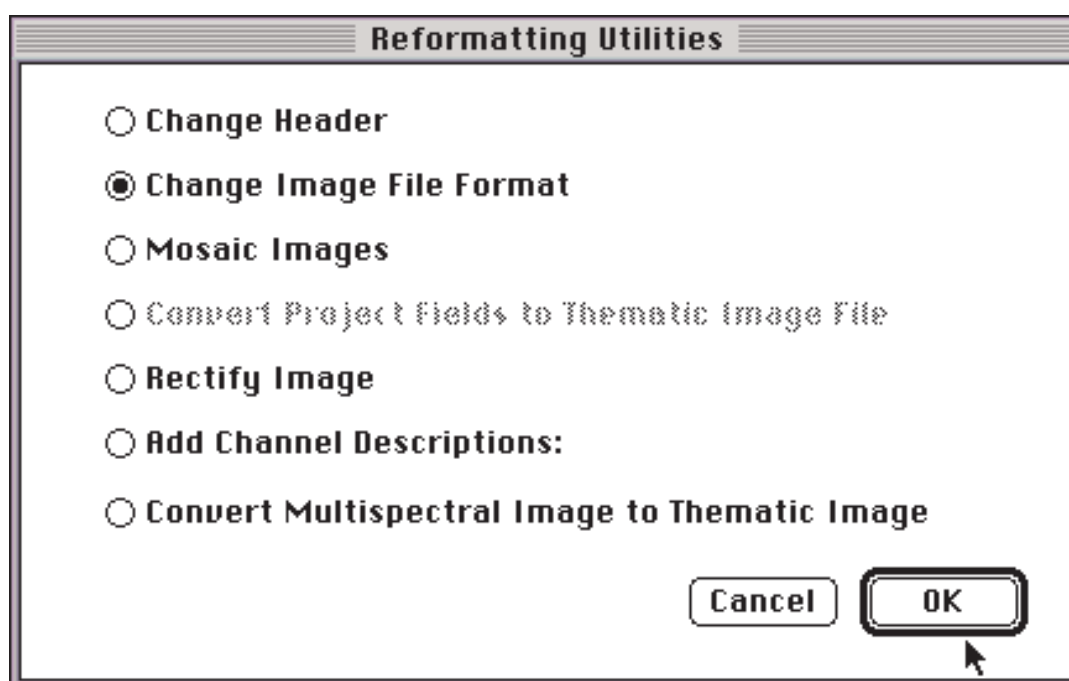 Reformatting Utilities
Change Header
Change Image File Format
Mosaic Images
Convert Project Fields to Thematic Image File
Rectify Image
Add Channel Descriptions:
Convert Multispectral Image to Thematic Image
Cancel OK